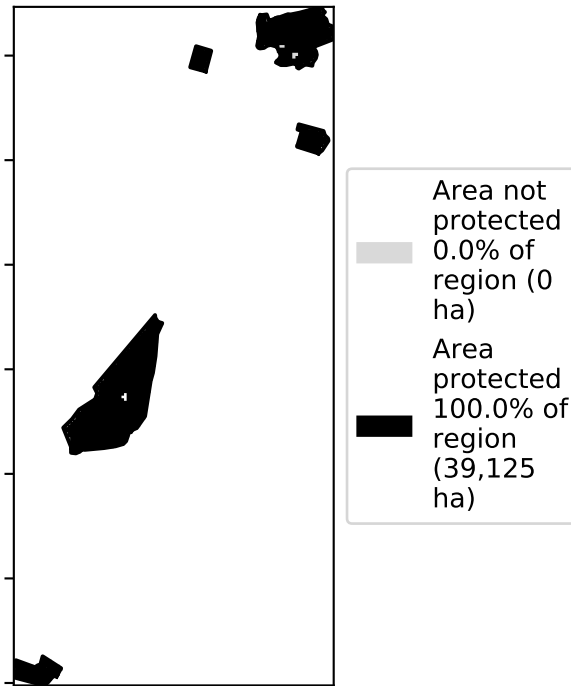 Area not
protected
0.0% of
region (0
ha)
Area
protected
100.0% of
region
(39,125
ha)